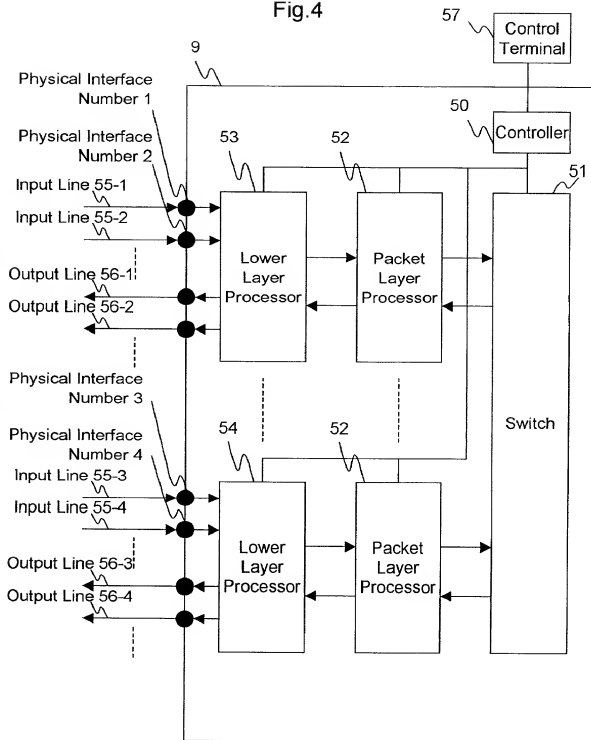 Fig.4
57
Control
Terminal
9
Physical Interface
Number 1
50
Controller
Physical Interface
Number 2
53
52
51
Input Line 55-1
Input Line 55-2
Lower
Layer
Processor
Packet
Layer
Processor
Output Line 56-1
Output Line 56-2
Physical Interface
Number 3
Switch
Physical Interface
Number 4
54
52
Input Line 55-3
Input Line 55-4
Lower
Layer
Processor
Packet
Layer
Processor
Output Line 56-3
Output Line 56-4